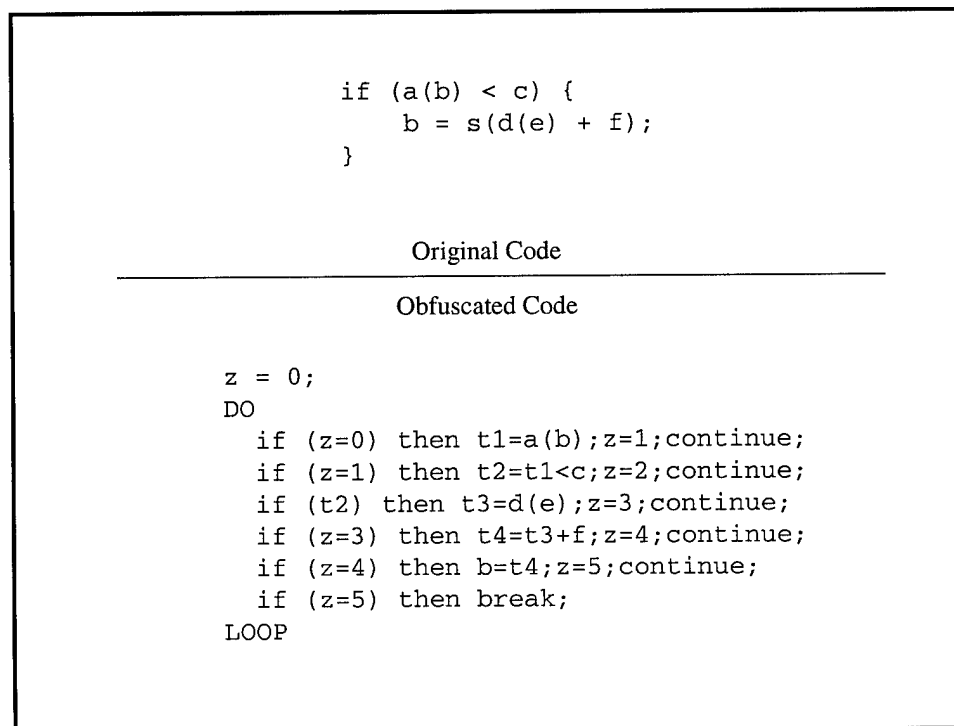 if (a(b) < c) {
b = s(d(e) + f);
}
Original Code
Obfuscated Code
z = 0;
DO
if (z=0) then t1=a(b);z=1;continue;
if (z=1) then t2=t1<c;z=2;continue;
if (t2) then t3=d(e);z=3;continue;
if (z=3) then t4=t3+f;z=4;continue;
if (z=4) then b=t4;z=5;continue;
if (z=5) then break;
LOOP